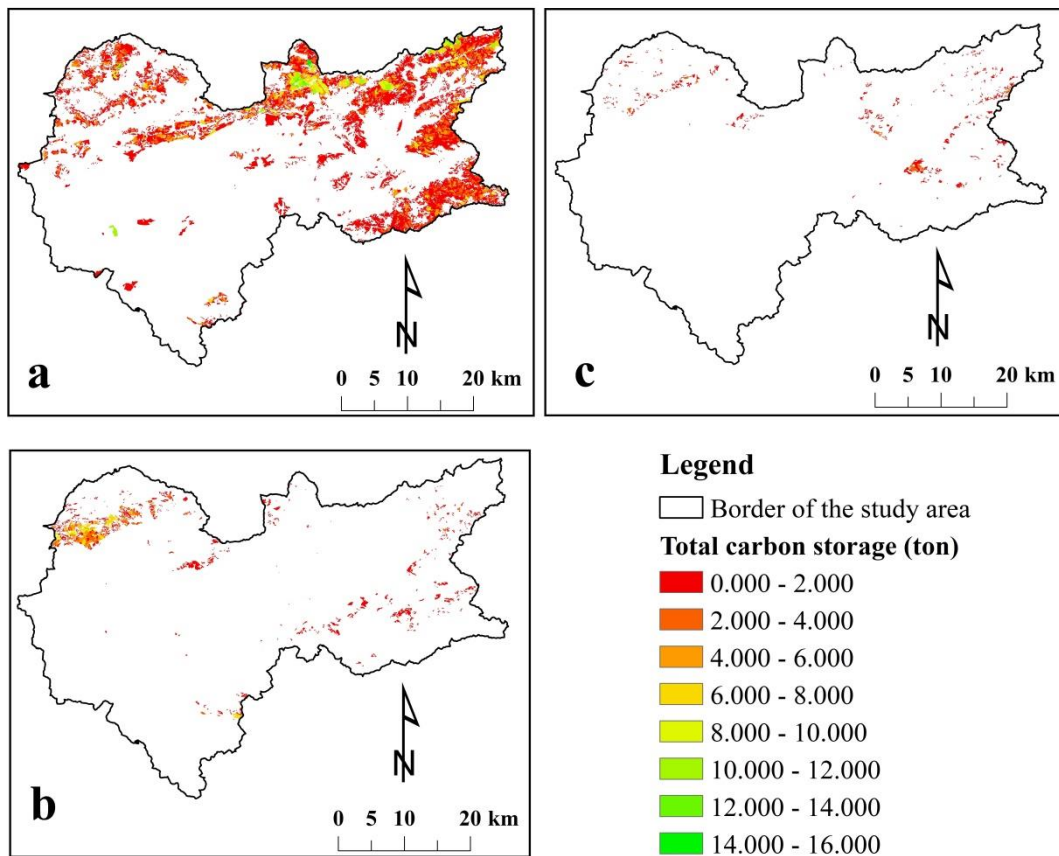 N
a
0 5 10 20 km
N
c
0 5 10 20 km
N
b
0 5 10 20 km
Legend
Border of the study area
Total carbon storage (ton)
0.000 - 2.000
2.000 - 4.000
4.000 - 6.000
6.000 - 8.000
8.000 - 10.000
10.000 - 12.000
12.000 - 14.000
14.000 - 16.000